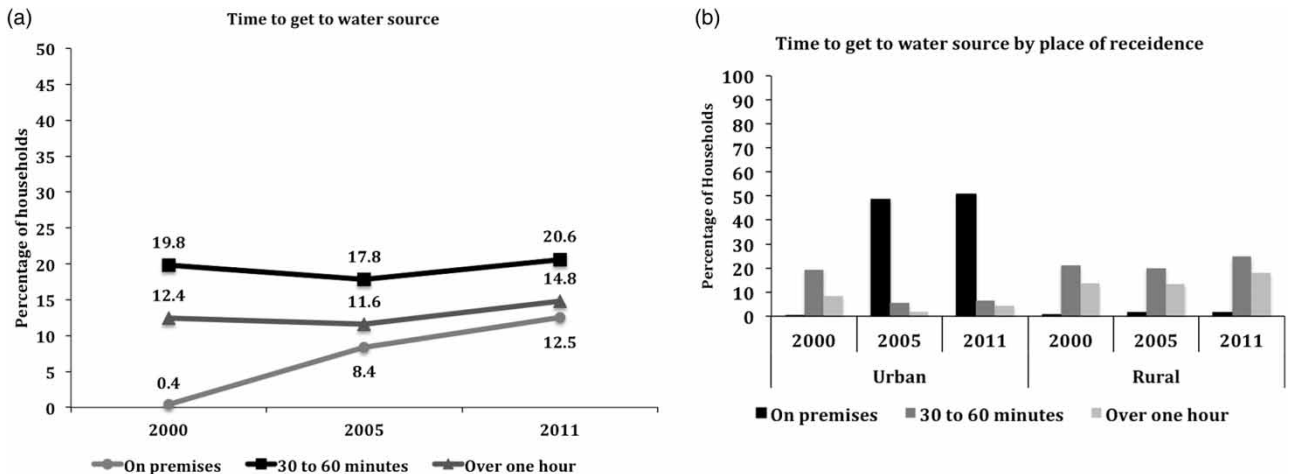 (a)
Time to get to water source
Percentage of households
50
45
40
35
30
25
20
15
10
5
0
19.8
17.8
20.6
12.4
11.6
14.8
0.4
8.4
12.5
2000
2005
2011
On premises
30 to 60 minutes
Over one hour
(b)
Time to get to water source by place of receidence
Percentage of Households
100
90
80
70
60
50
40
30
20
10
0
2000
2005
2011
2000
2005
2011
Urban
Rural
On premises
30 to 60 minutes
Over one hour